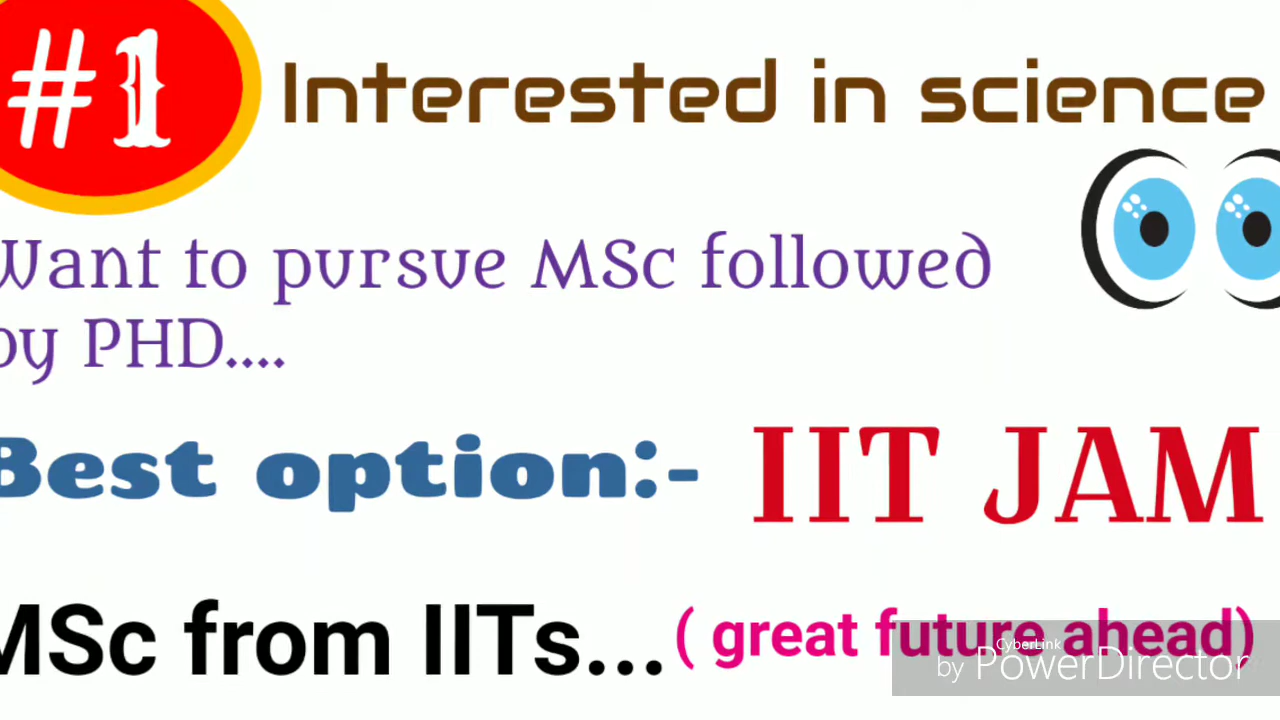 #1 Interested in science
Want to pursue MSc followed
by PHD....
Best option:- IIT JAM
MSc from IITs... ( great future ahead)
CyberLink
by PowerDirector